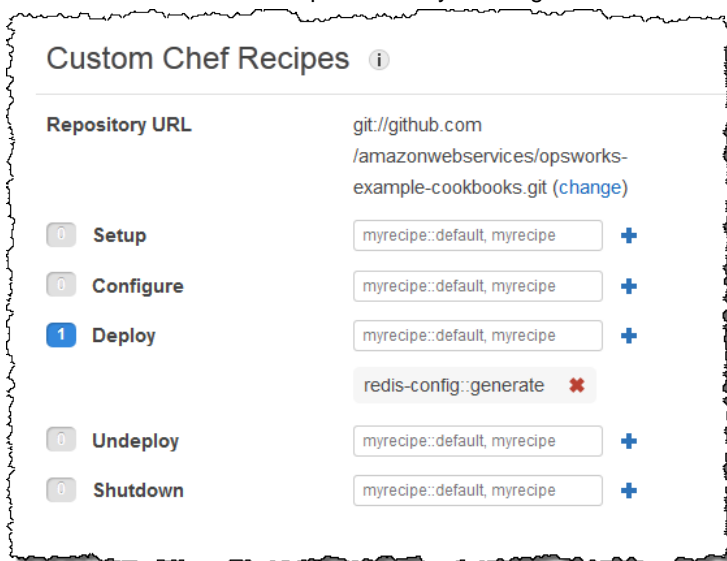 Custom Chef Recipes i
Repository URL git://github.com
/amazonwebservices/opsworks-
example-cookbooks.git (change)
0 Setup myrecipe::default, myrecipe
0 Configure myrecipe::default, myrecipe
1 Deploy myrecipe::default, myrecipe
redis-config::generate
0 Undeploy myrecipe::default, myrecipe
0 Shutdown myrecipe::default, myrecipe